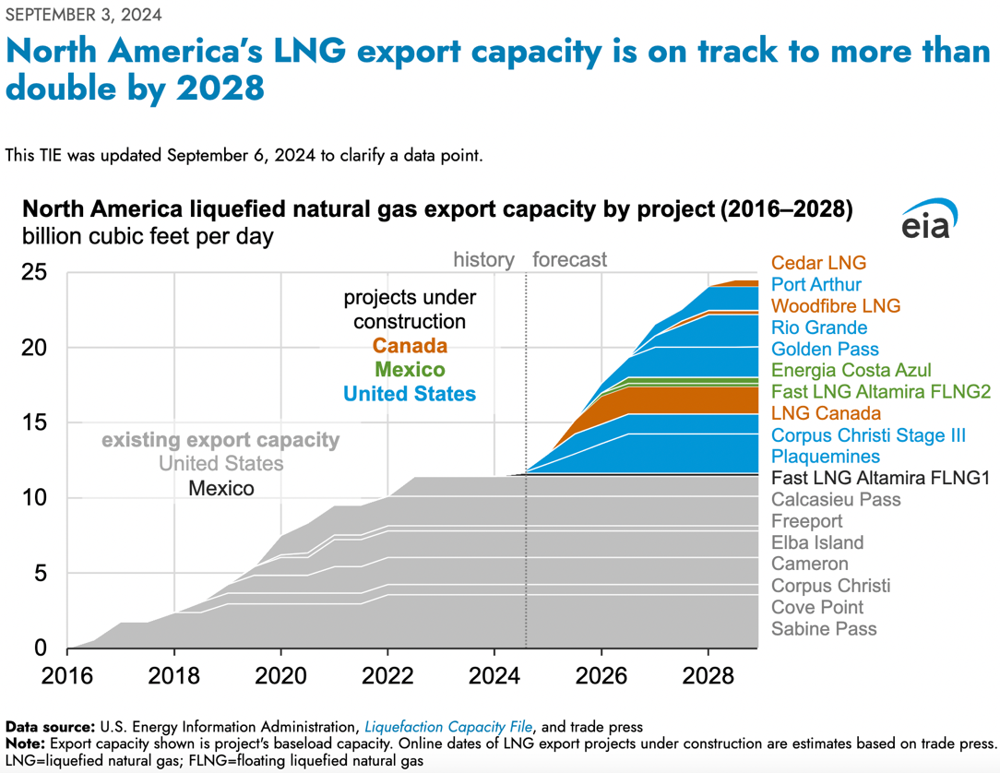 SEPTEMBER 3, 2024
North America's LNG export capacity is on track to more than
double by 2028
This TIE was updated September 6, 2024 to clarify a data point.
North America liquefied natural gas export capacity by project (2016–2028)
billion cubic feet per day
eia
history
forecast
25
20
15
10
5
0
projects under
construction
Canada
Mexico
United States
existing export capacity
United States
Mexico
Cedar LNG
Port Arthur
Woodfibre LNG
Rio Grande
Golden Pass
Energia Costa Azul
Fast LNG Altamira FLNG2
LNG Canada
Corpus Christi Stage III
Plaquemines
Fast LNG Altamira FLNG1
Calcasieu Pass
Freeport
Elba Island
Cameron
Corpus Christi
Cove Point
Sabine Pass
2016
2018
2020
2022
2024
2026
2028
Data source: U.S. Energy Information Administration, Liquefaction Capacity File, and trade press
Note: Export capacity shown is project's baseload capacity. Online dates of LNG export projects under construction are estimates based on trade press.
LNG=liquefied natural gas; FLNG=floating liquefied natural gas